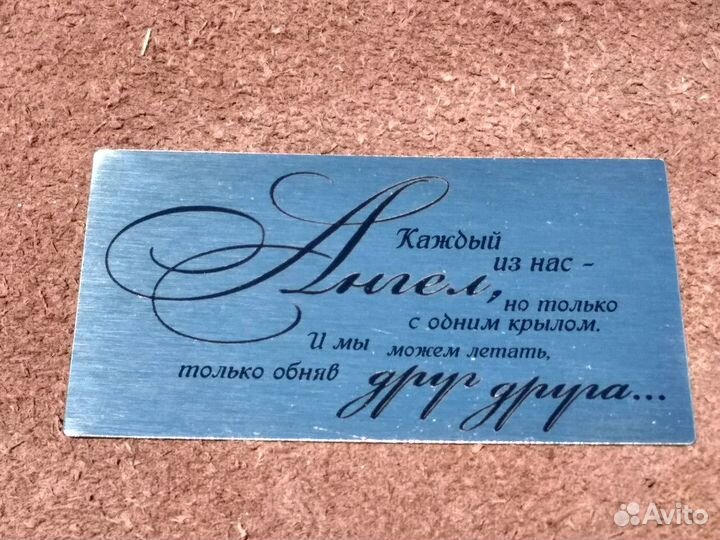 Каждый
из нас -
Ангел,
но только
с одним крылом.
И мы можем летать,
только обняв друг друга...
Avito